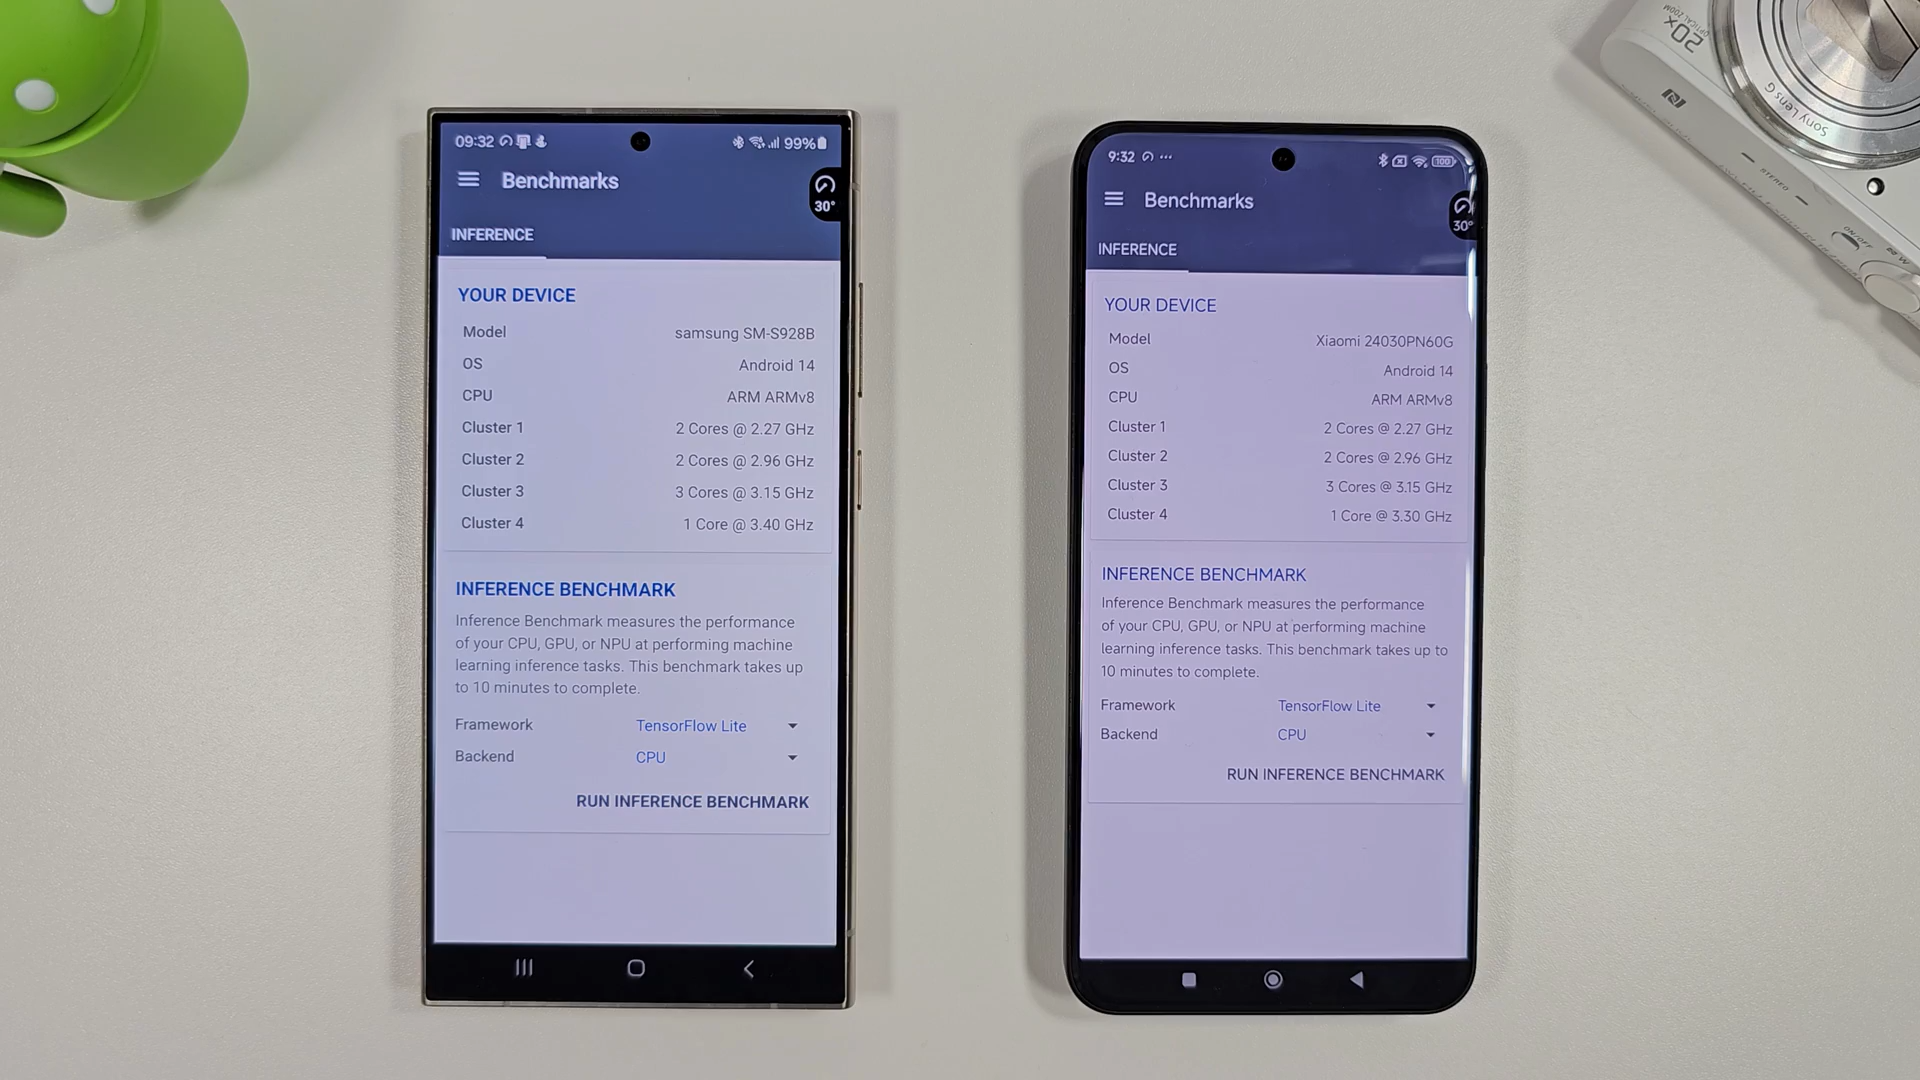 09:32
99%
Benchmarks
30°
INFERENCE
YOUR DEVICE
Model samsung SM-S928B
OS Android 14
CPU ARM ARMv8
Cluster 1 2 Cores @ 2.27 GHz
Cluster 2 2 Cores @ 2.96 GHz
Cluster 3 3 Cores @ 3.15 GHz
Cluster 4 1 Core @ 3.40 GHz
INFERENCE BENCHMARK
Inference Benchmark measures the performance
of your CPU, GPU, or NPU at performing machine
learning inference tasks. This benchmark takes up
to 10 minutes to complete.
Framework TensorFlow Lite
Backend CPU
RUN INFERENCE BENCHMARK
9:32
100
Benchmarks
30°
INFERENCE
YOUR DEVICE
Model Xiaomi 24030PN60G
OS Android 14
CPU ARM ARMv8
Cluster 1 2 Cores @ 2.27 GHz
Cluster 2 2 Cores @ 2.96 GHz
Cluster 3 3 Cores @ 3.15 GHz
Cluster 4 1 Core @ 3.30 GHz
INFERENCE BENCHMARK
Inference Benchmark measures the performance
of your CPU, GPU, or NPU at performing machine
learning inference tasks. This benchmark takes up to
10 minutes to complete.
Framework TensorFlow Lite
Backend CPU
RUN INFERENCE BENCHMARK
20x
OPTICAL ZOOM
Sony Lens G
STEREO
ON/OFF